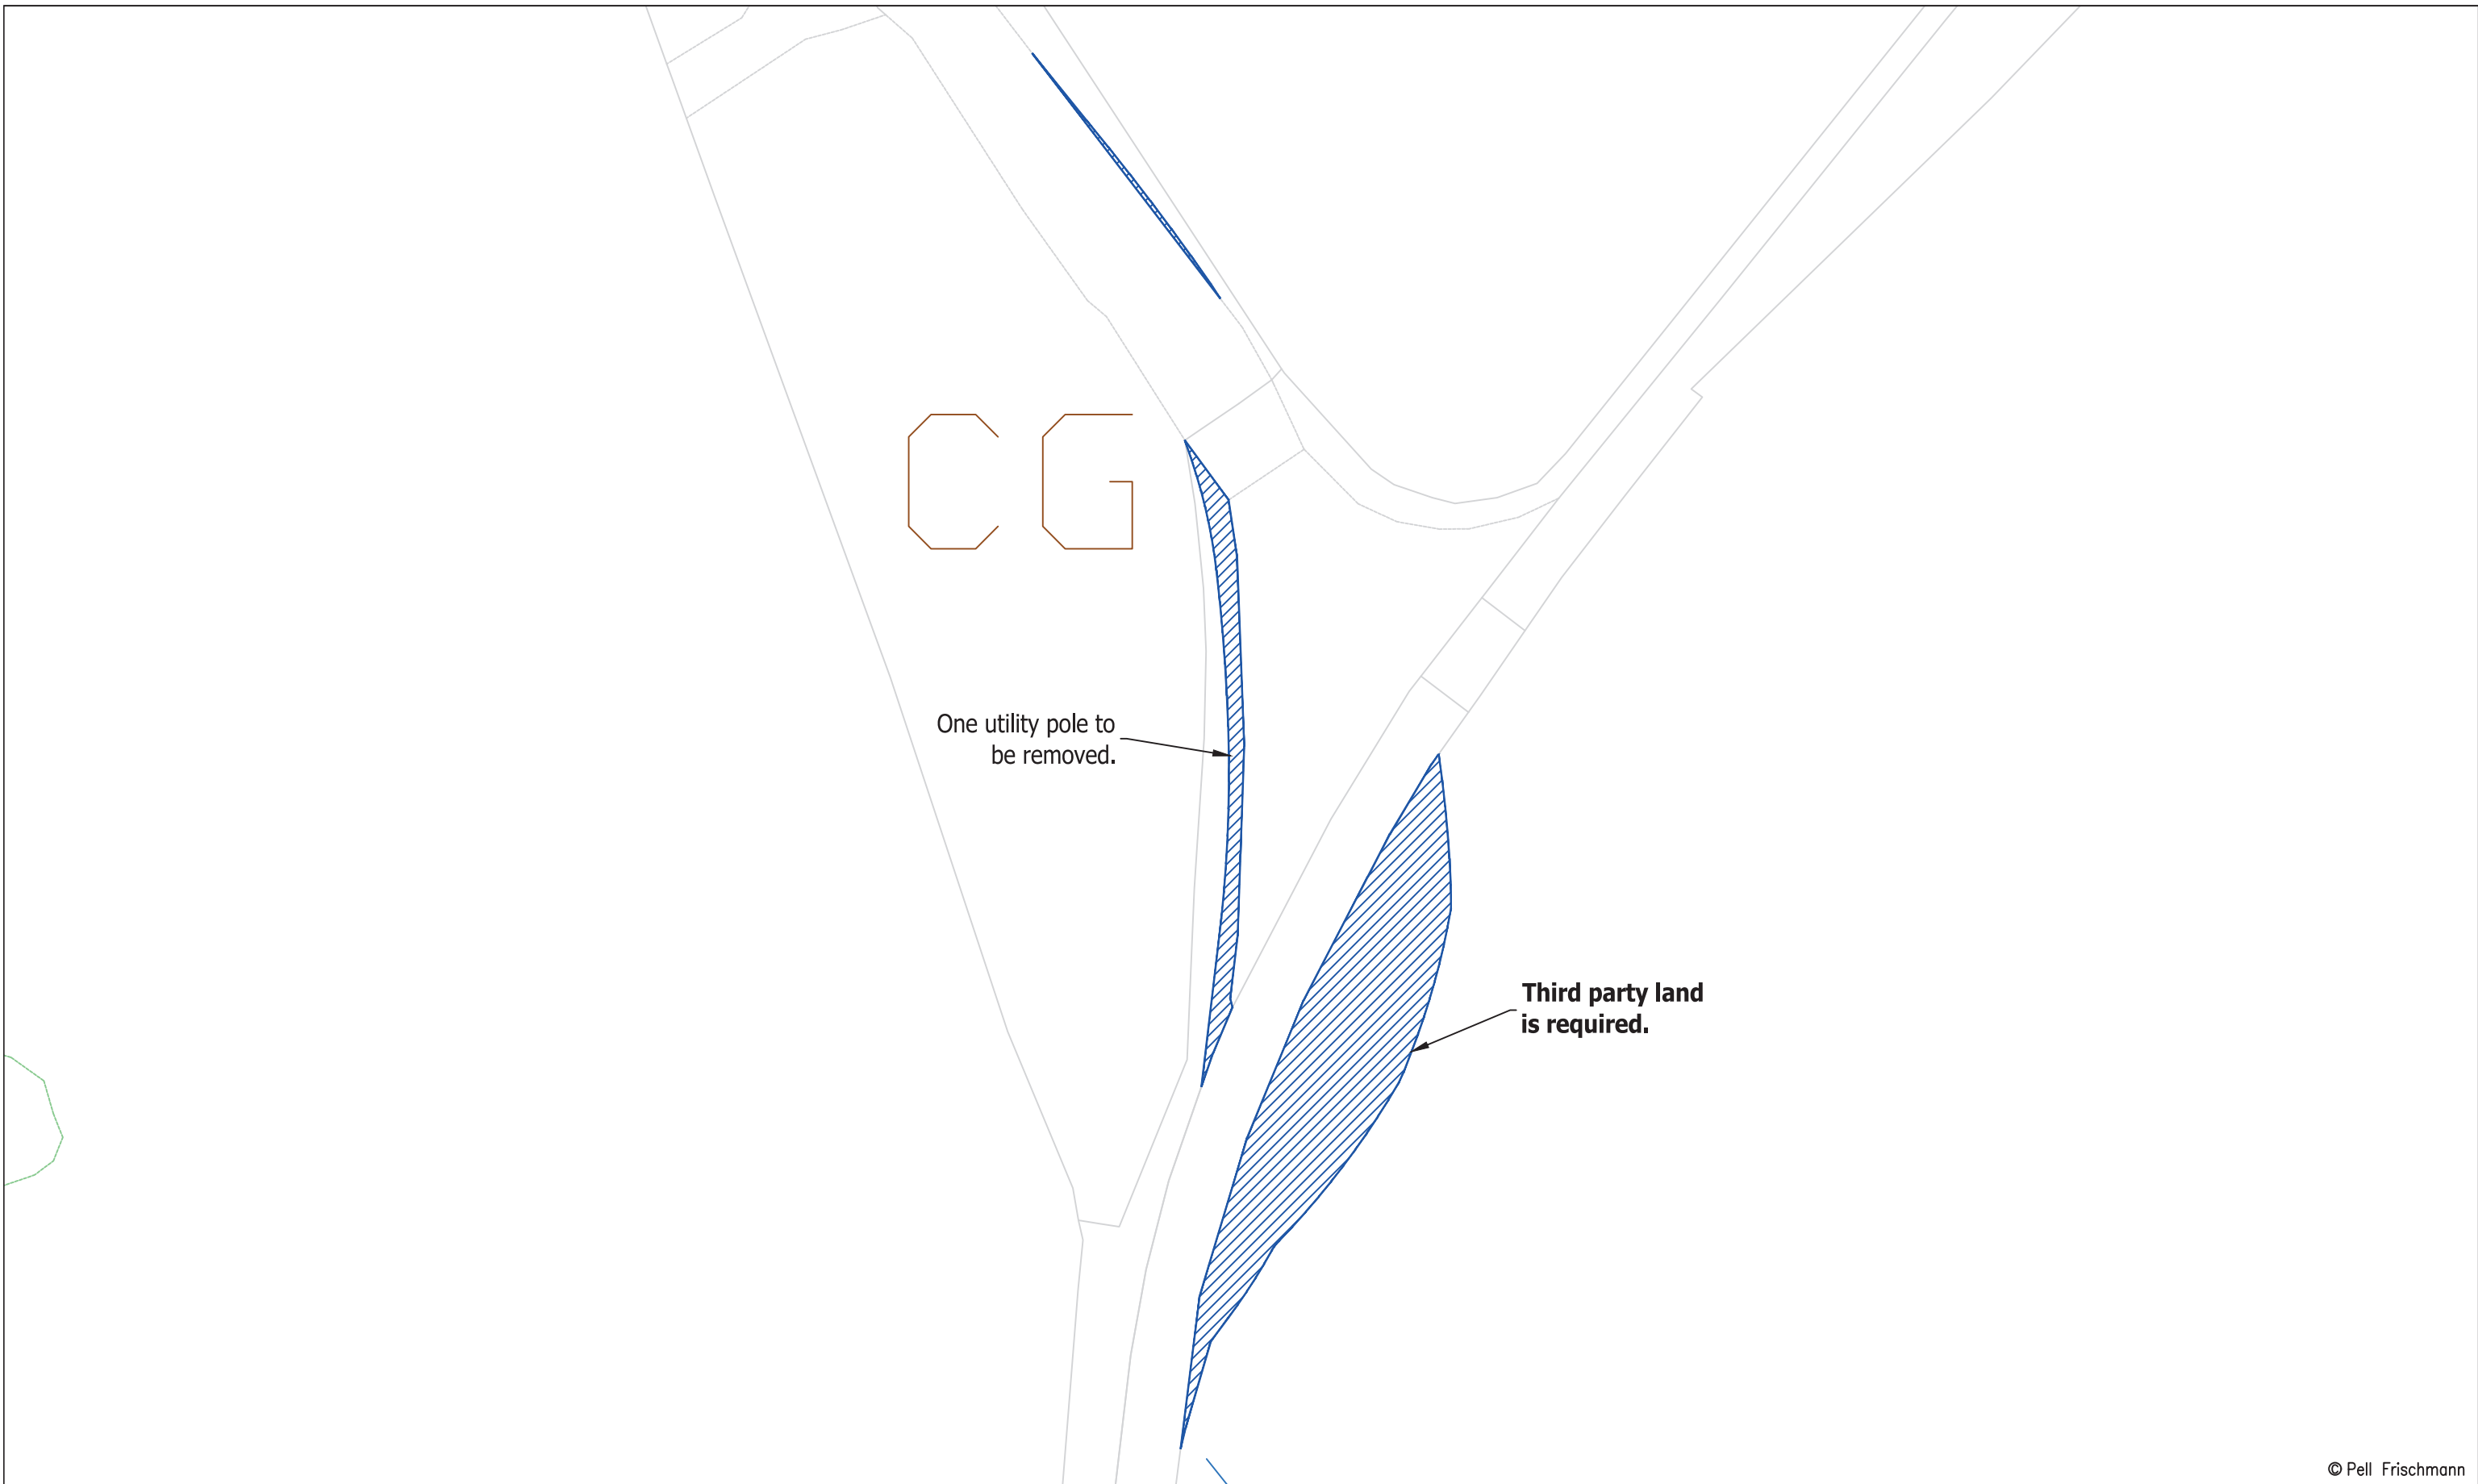 CG
One utility pole to
be removed.
Third party land
is required.
© Pell Frischmann